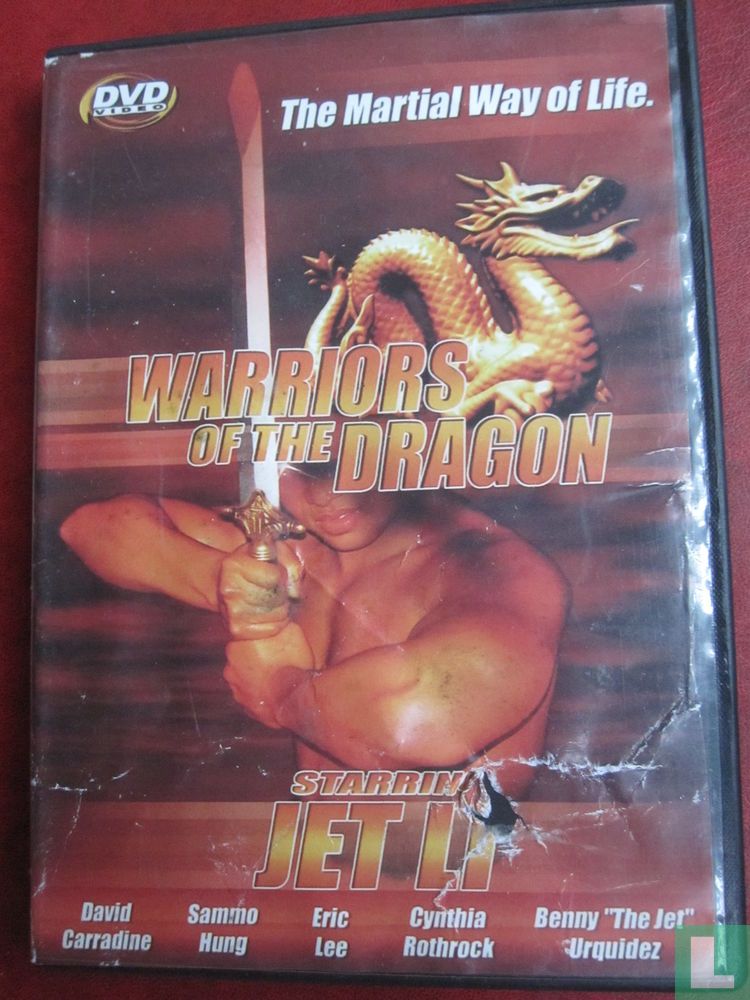 DVD
VIDEO
The Martial Way of Life.
WARRIORS
OF THE DRAGON
STARRIN
JET LI
David Carradine
Sammo Hung
Eric Lee
Cynthia Rothrock
Benny "The Jet" Urquidez
L